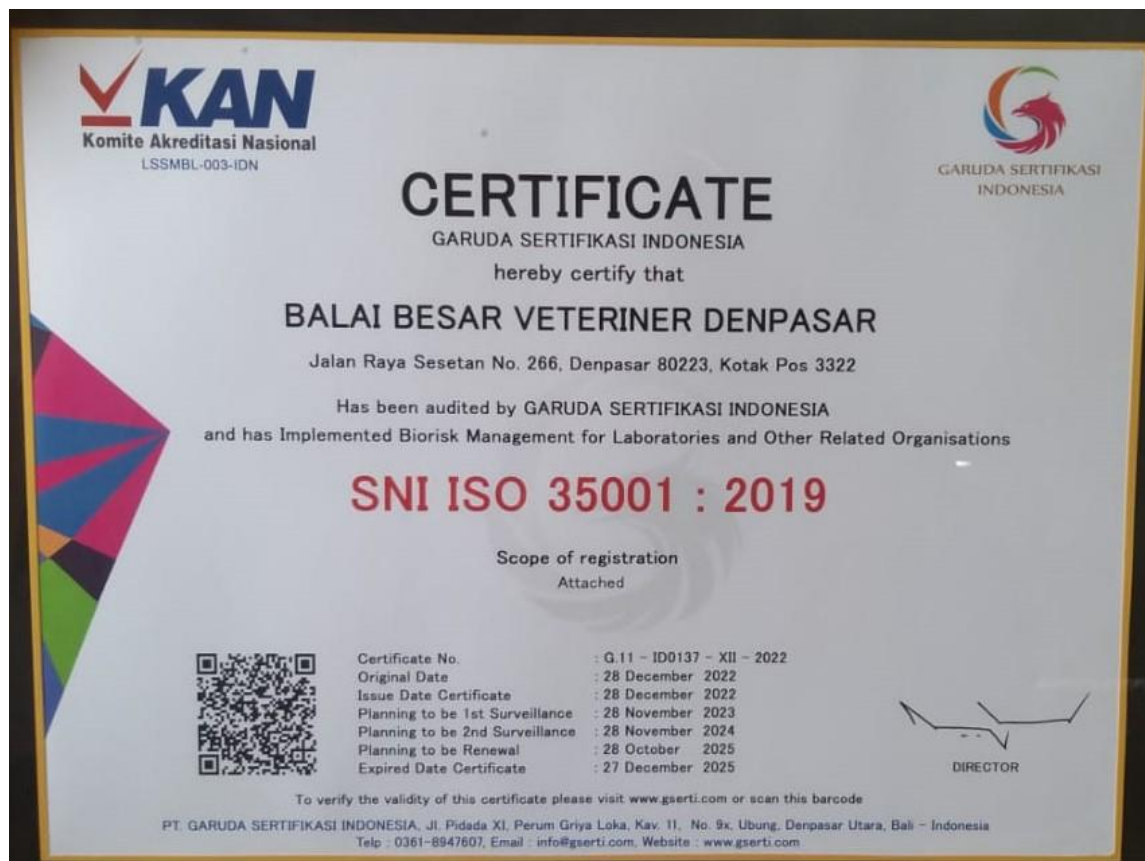 KAN
Komite Akreditasi Nasional
LSSMBL-003-IDN
GARUDA SERTIFIKASI
INDONESIA
CERTIFICATE
GARUDA SERTIFIKASI INDONESIA
hereby certify that
BALAI BESAR VETERINER DENPASAR
Jalan Raya Sesetan No. 266, Denpasar 80223, Kotak Pos 3322
Has been audited by GARUDA SERTIFIKASI INDONESIA
and has Implemented Biorisk Management for Laboratories and Other Related Organisations
SNI ISO 35001 : 2019
Scope of registration
Attached
Certificate No. : G.11 - ID0137 - XII - 2022
Original Date : 28 December 2022
Issue Date Certificate : 28 December 2022
Planning to be 1st Surveillance : 28 November 2023
Planning to be 2nd Surveillance : 28 November 2024
Planning to be Renewal : 28 October 2025
Expired Date Certificate : 27 December 2025
DIRECTOR
To verify the validity of this certificate please visit www.gserti.com or scan this barcode
PT. GARUDA SERTIFIKASI INDONESIA, Jl. Pidada XI, Perum Griya Loka, Kav. 11, No. 9x, Ubung, Denpasar Utara, Bali - Indonesia
Telp : 0361-8947607, Email : info@gserti.com, Website : www.gserti.com